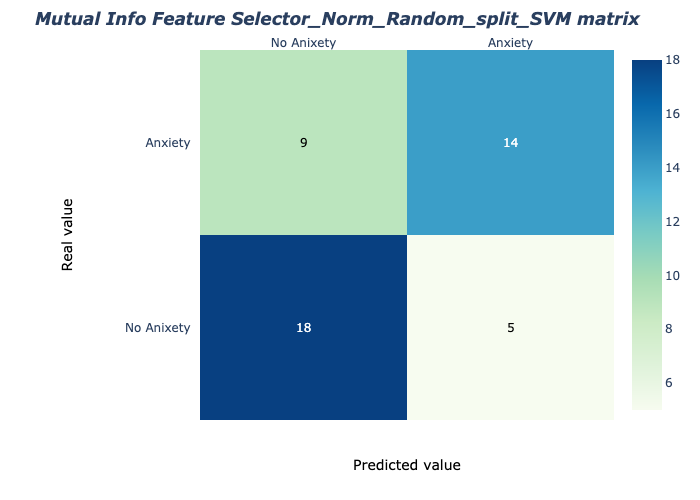 Mutual Info Feature Selector_Norm_Random_split_SVM matrix
No Anixety
Anxiety
18
16
14
12
10
8
6
Anxiety
9
14
Real value
No Anixety
18
5
Predicted value